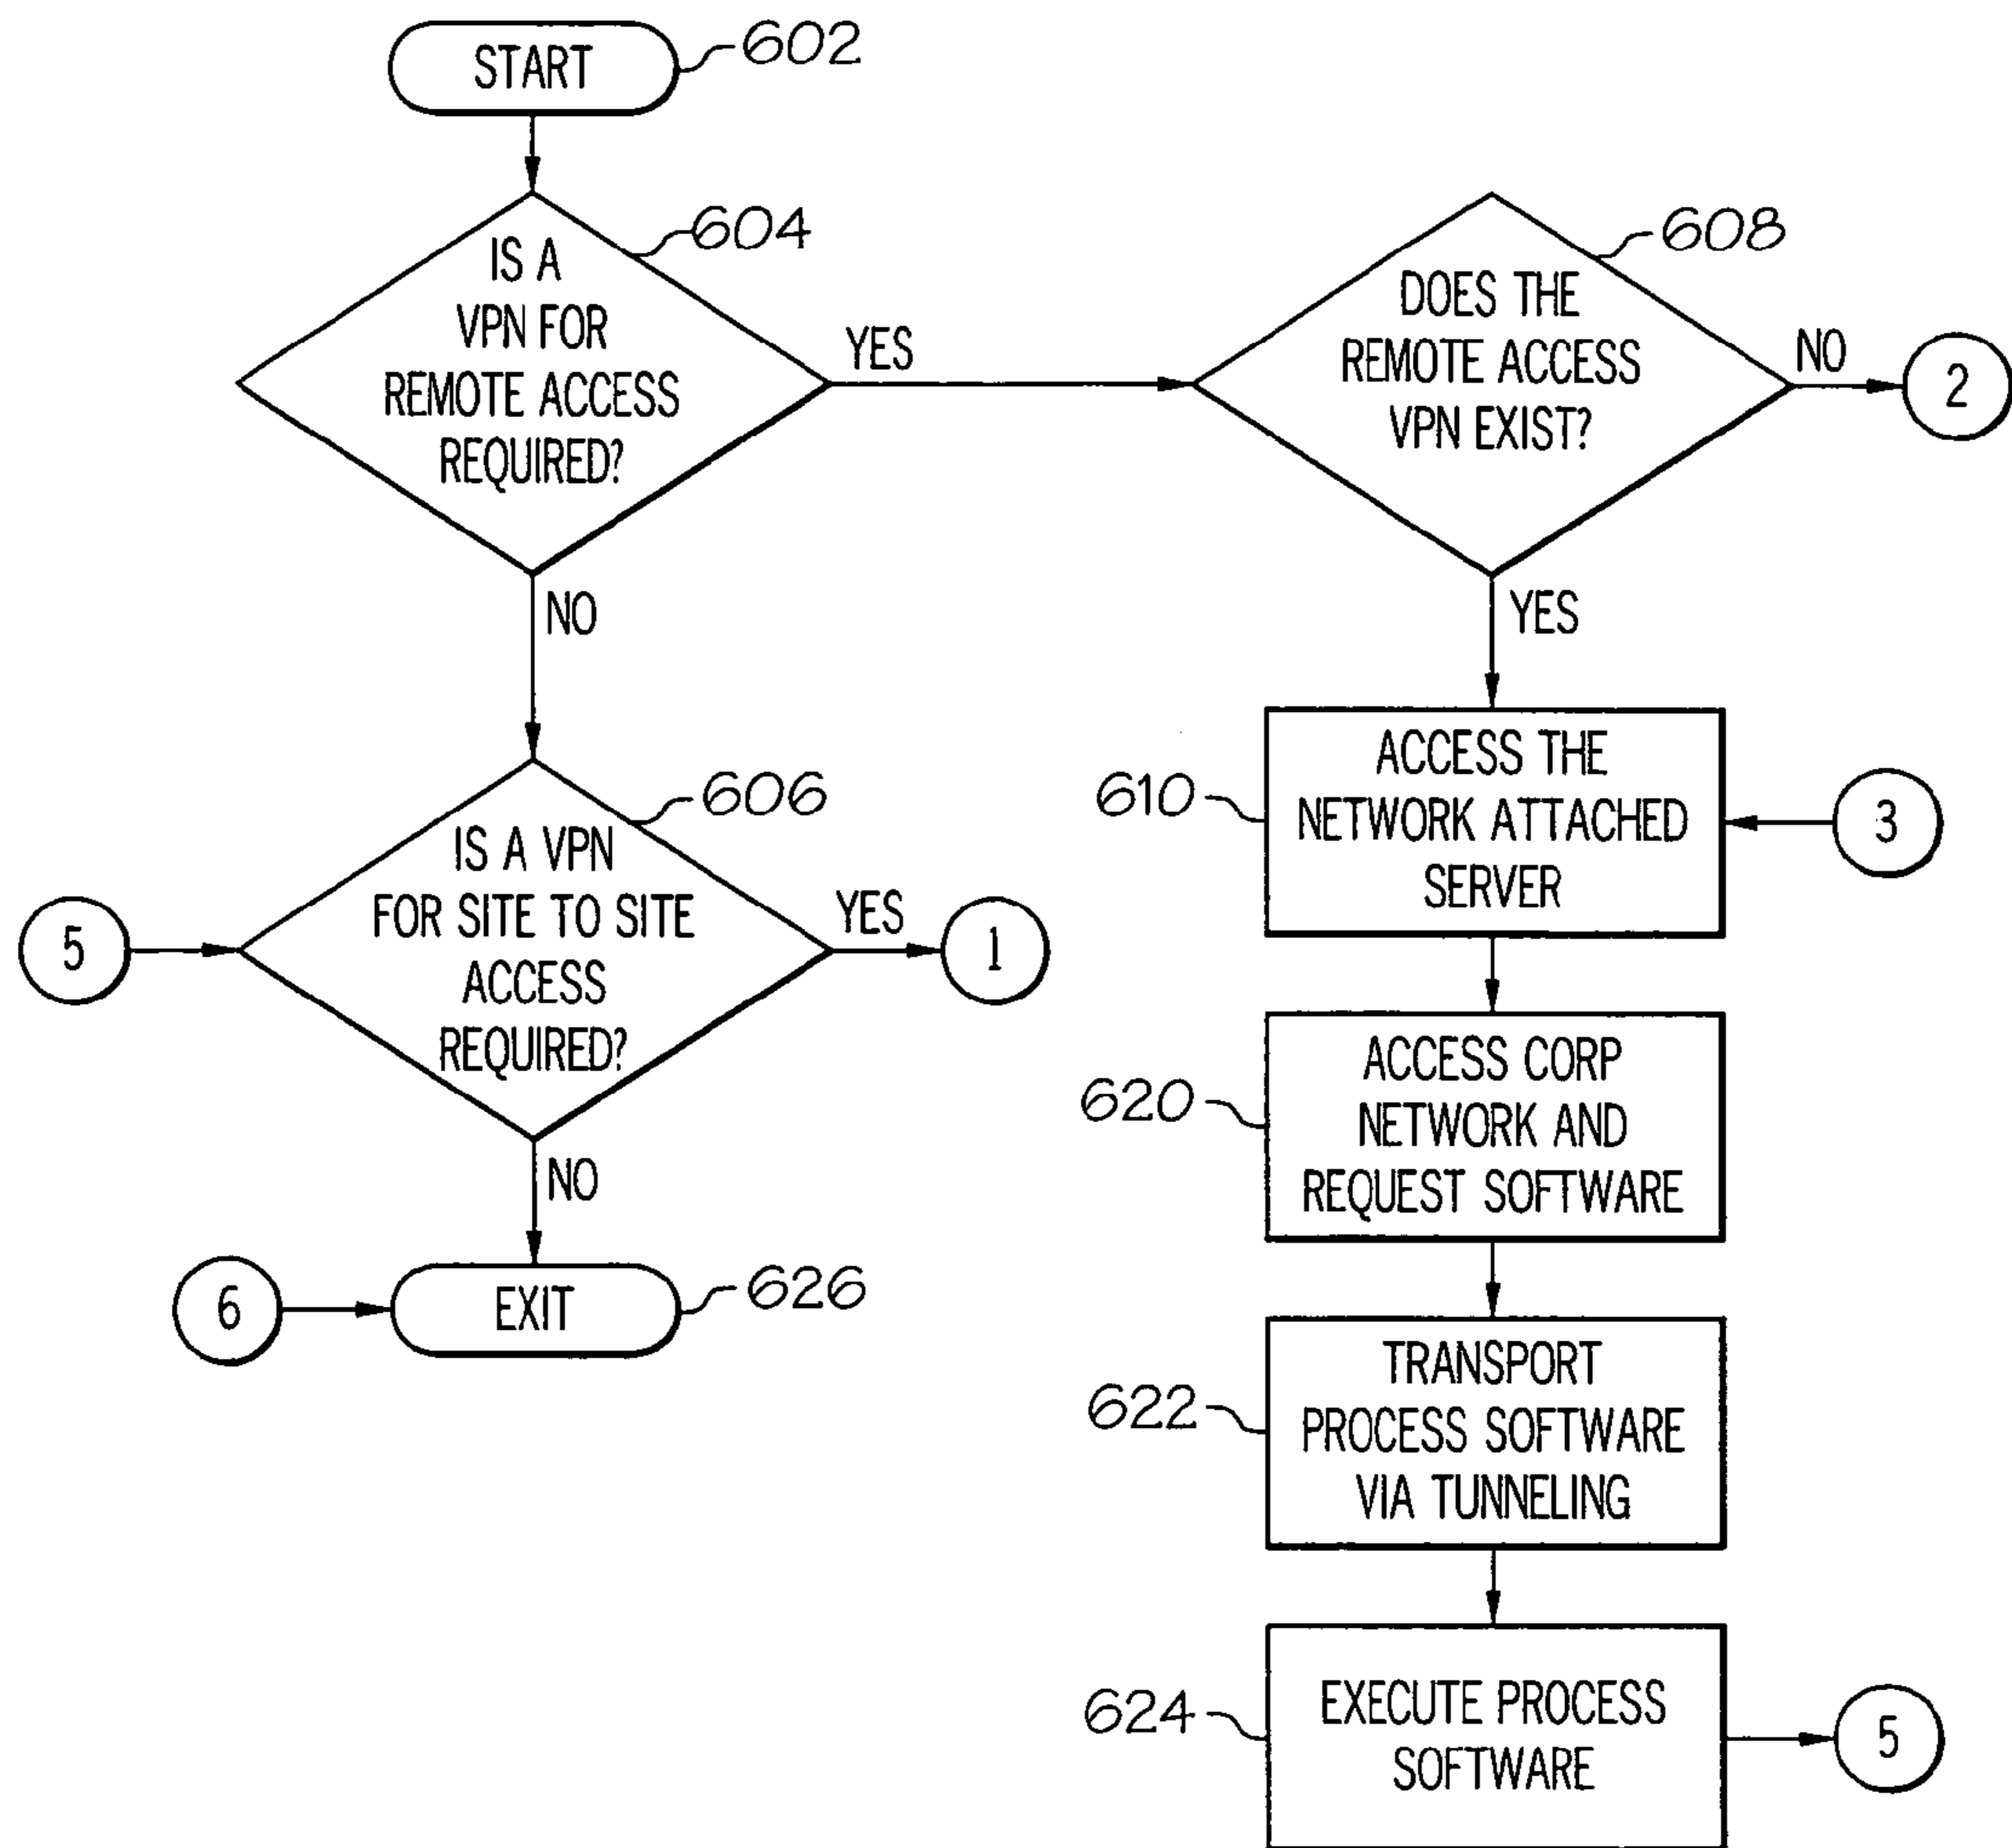 START
602
IS A
VPN FOR
REMOTE ACCESS
REQUIRED?
604
YES
NO
DOES THE
REMOTE ACCESS
VPN EXIST?
608
NO
2
YES
ACCESS THE
NETWORK ATTACHED
SERVER
610
3
IS A VPN
FOR SITE TO SITE
ACCESS
REQUIRED?
606
5
YES
1
NO
ACCESS CORP
NETWORK AND
REQUEST SOFTWARE
620
6
EXIT
626
TRANSPORT
PROCESS SOFTWARE
VIA TUNNELING
622
EXECUTE PROCESS
SOFTWARE
624
5